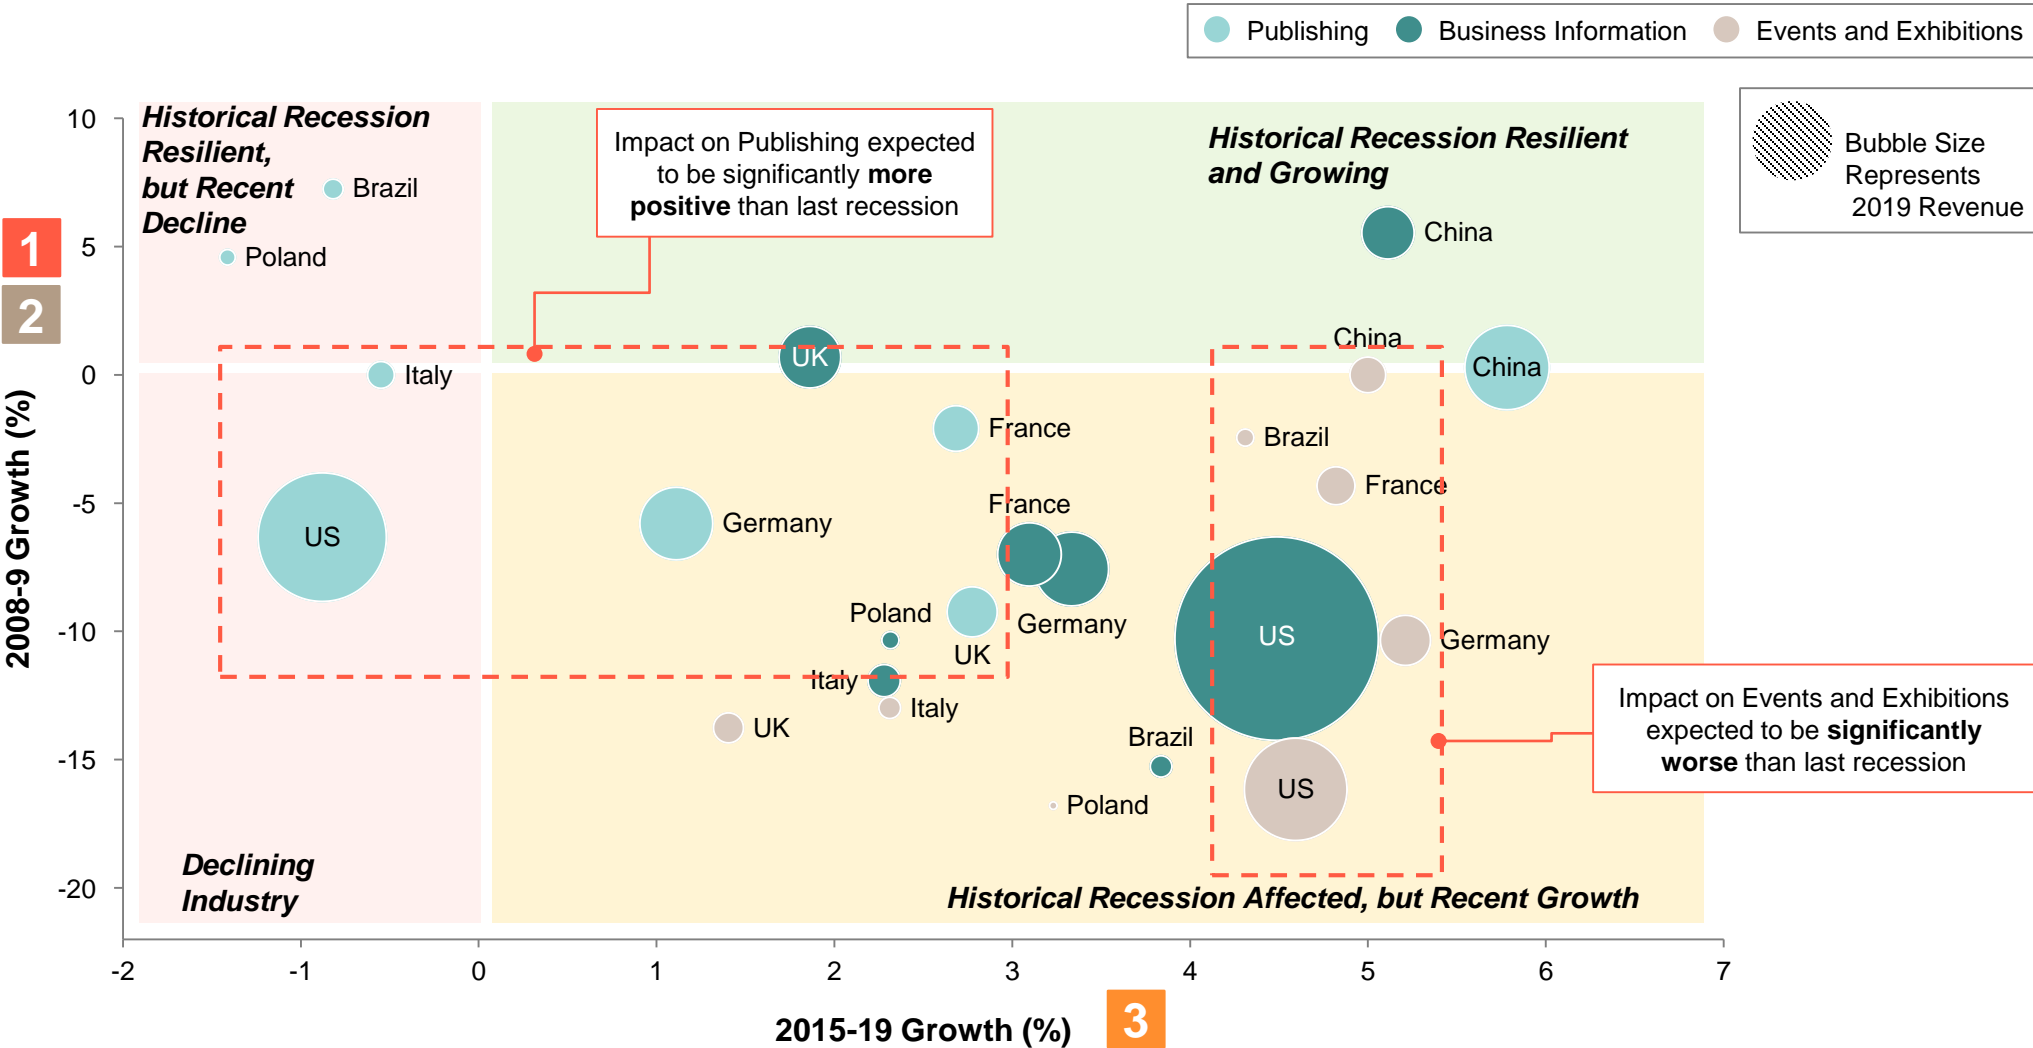 Publishing
Business Information
Events and Exhibitions
Bubble Size
Represents
2019 Revenue
Historical Recession
Resilient,
but Recent
Decline
Historical Recession Resilient
and Growing
Impact on Publishing expected
to be significantly more
positive than last recession
Brazil
Poland
China
China
China
UK
Italy
France
Brazil
France
France
US
Germany
Germany
Poland
UK
US
Germany
Italy
Italy
UK
Brazil
US
Poland
Impact on Events and Exhibitions
expected to be significantly
worse than last recession
Declining
Industry
Historical Recession Affected, but Recent Growth
1
2
2008-9 Growth (%)
10
5
0
-5
-10
-15
-20
-2
-1
0
1
2
3
4
5
6
7
2015-19 Growth (%)
3